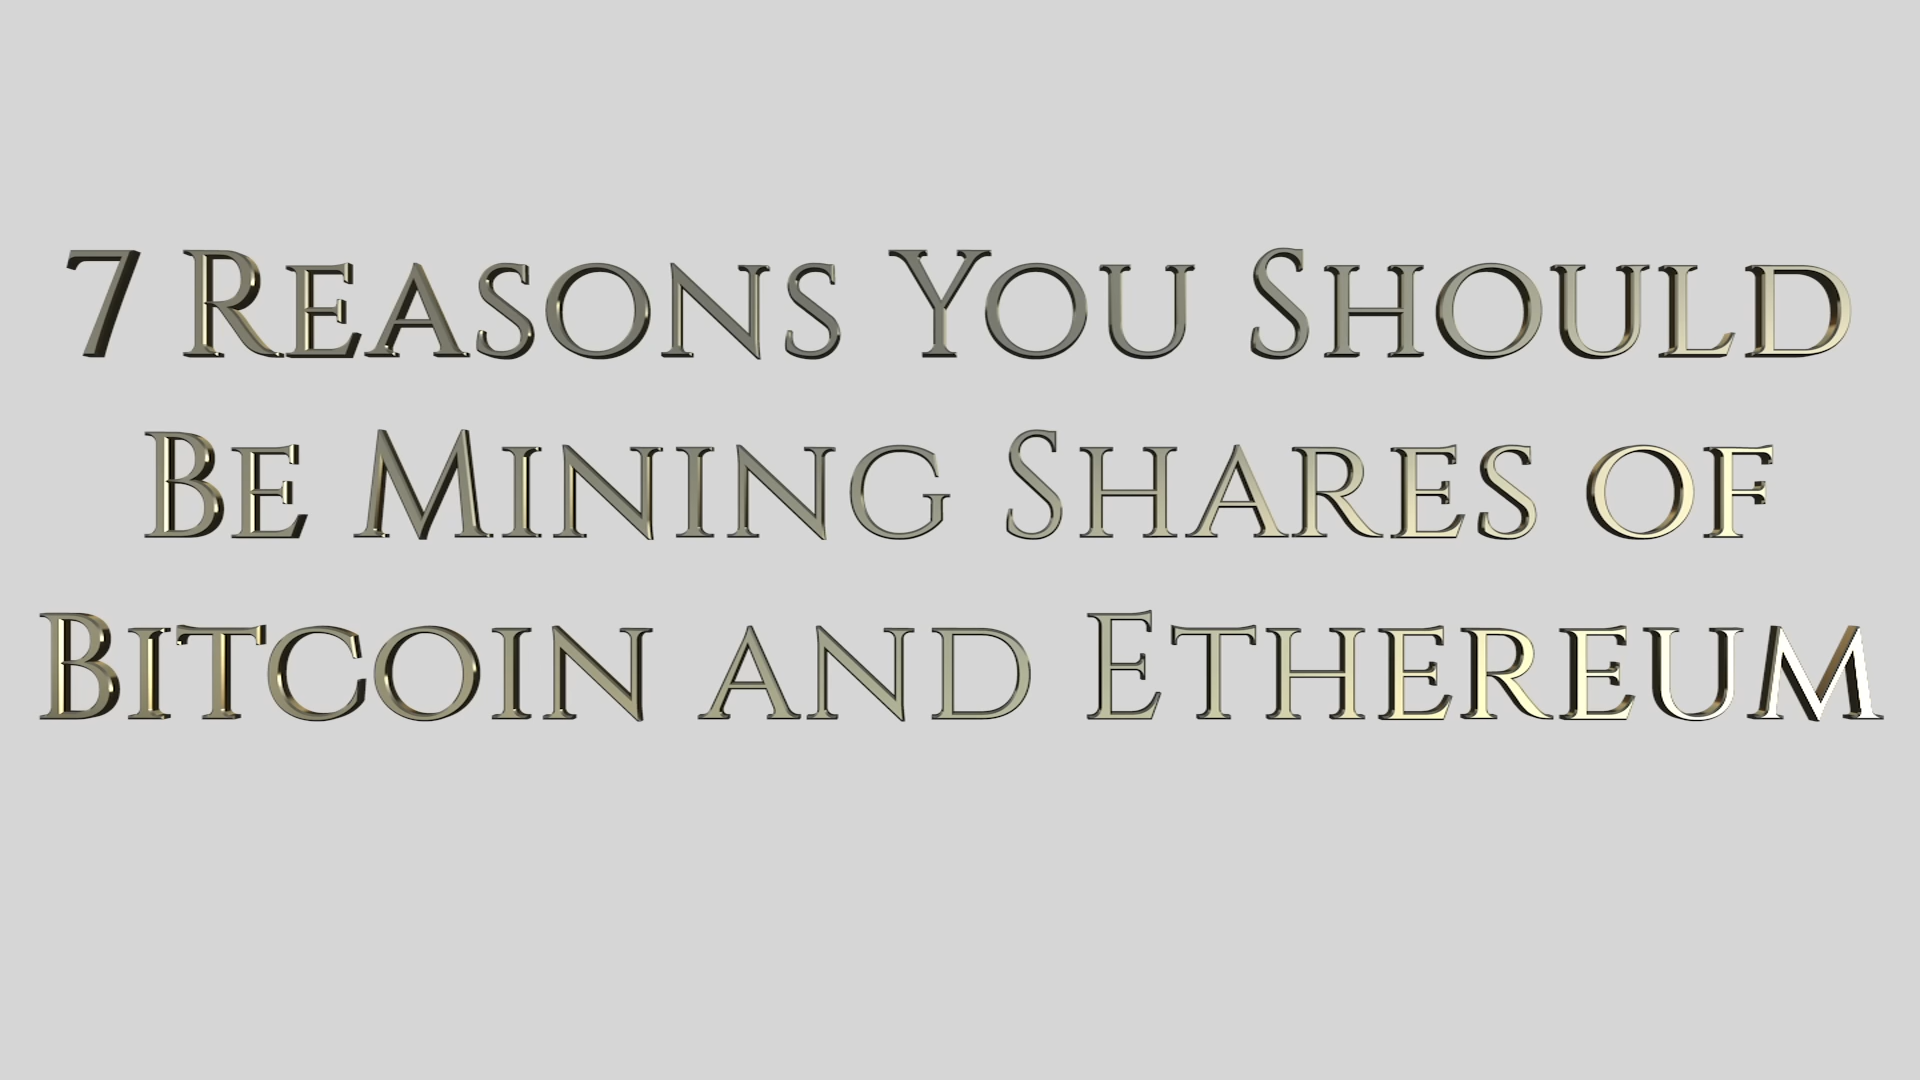 7 Reasons You Should
Be Mining Shares of
Bitcoin and Ethereum